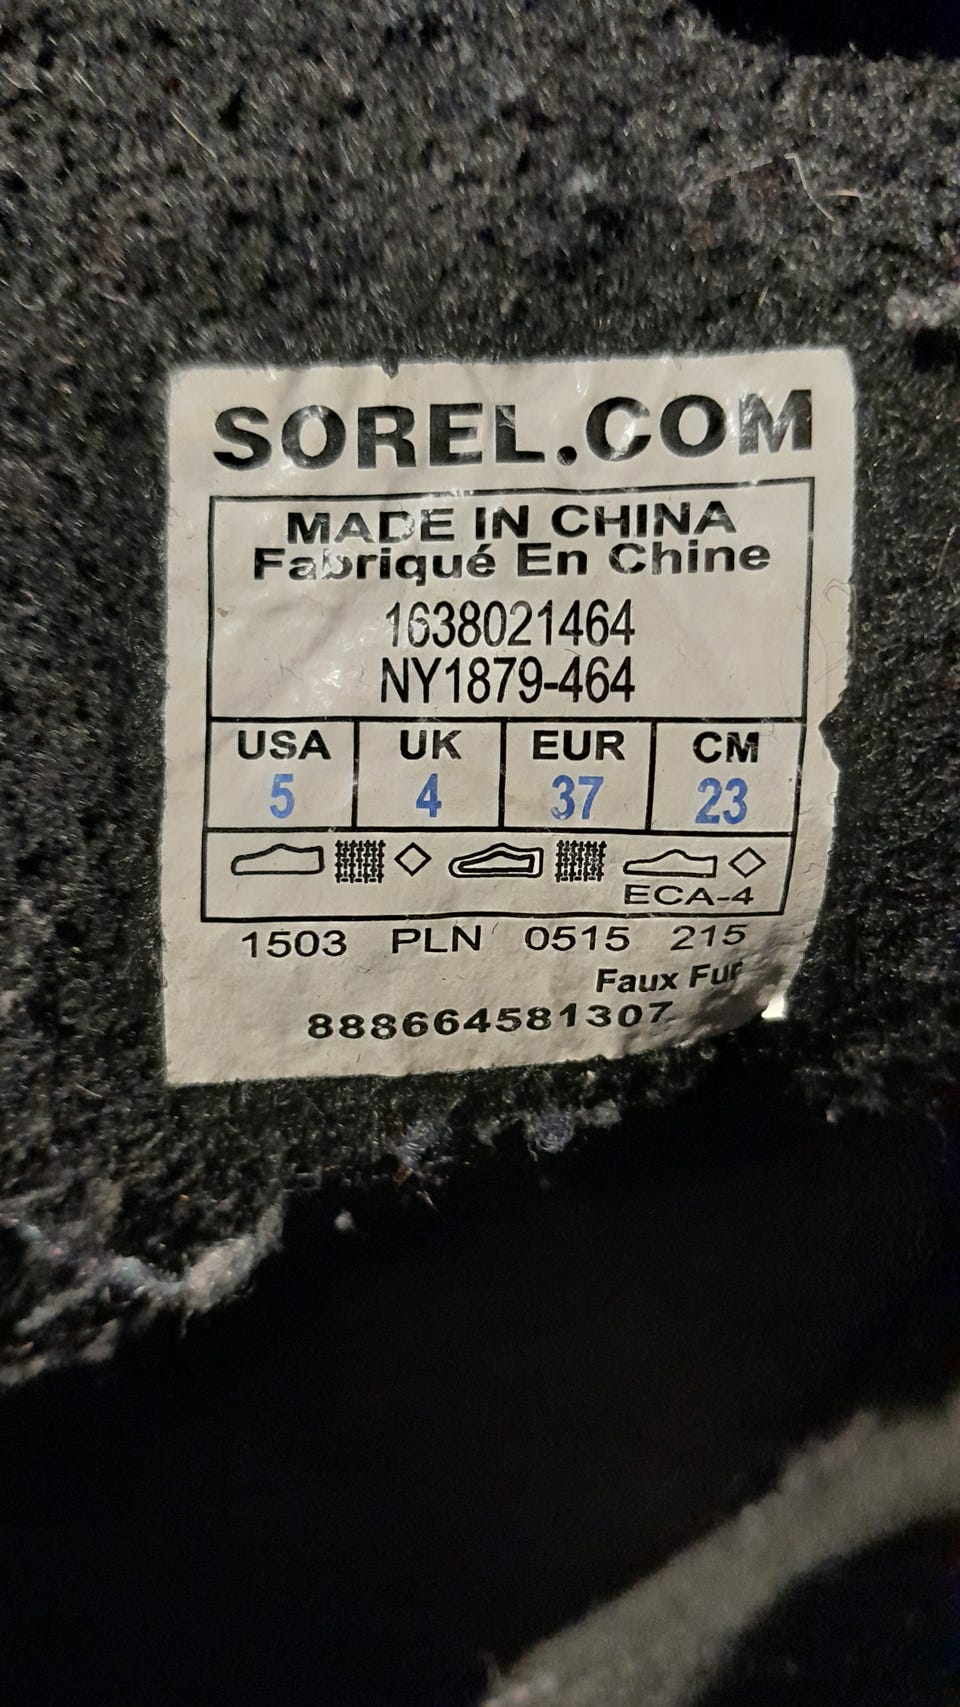 SOREL.COM
MADE IN CHINA
Fabriqué En Chine
1638021464
NY1879-464
USA UK EUR CM
5 4 37 23
ECA-4
1503 PLN 0515 215
Faux Fur
888664581307